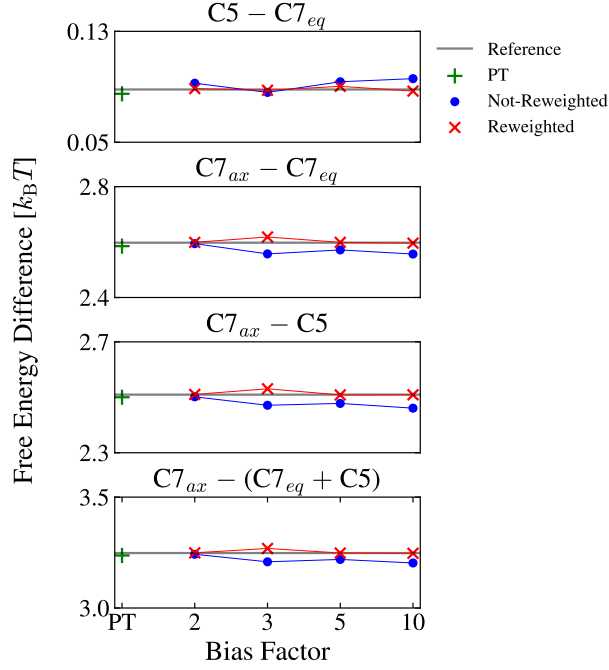 C5 − C7eq
0.13
0.05
Reference
PT
Not-Reweighted
Reweighted
C7ax − C7eq
2.8
2.4
Free Energy Difference [kBT]
C7ax − C5
2.7
2.3
C7ax − (C7eq + C5)
3.5
3.0
PT 2 3 5 10
Bias Factor